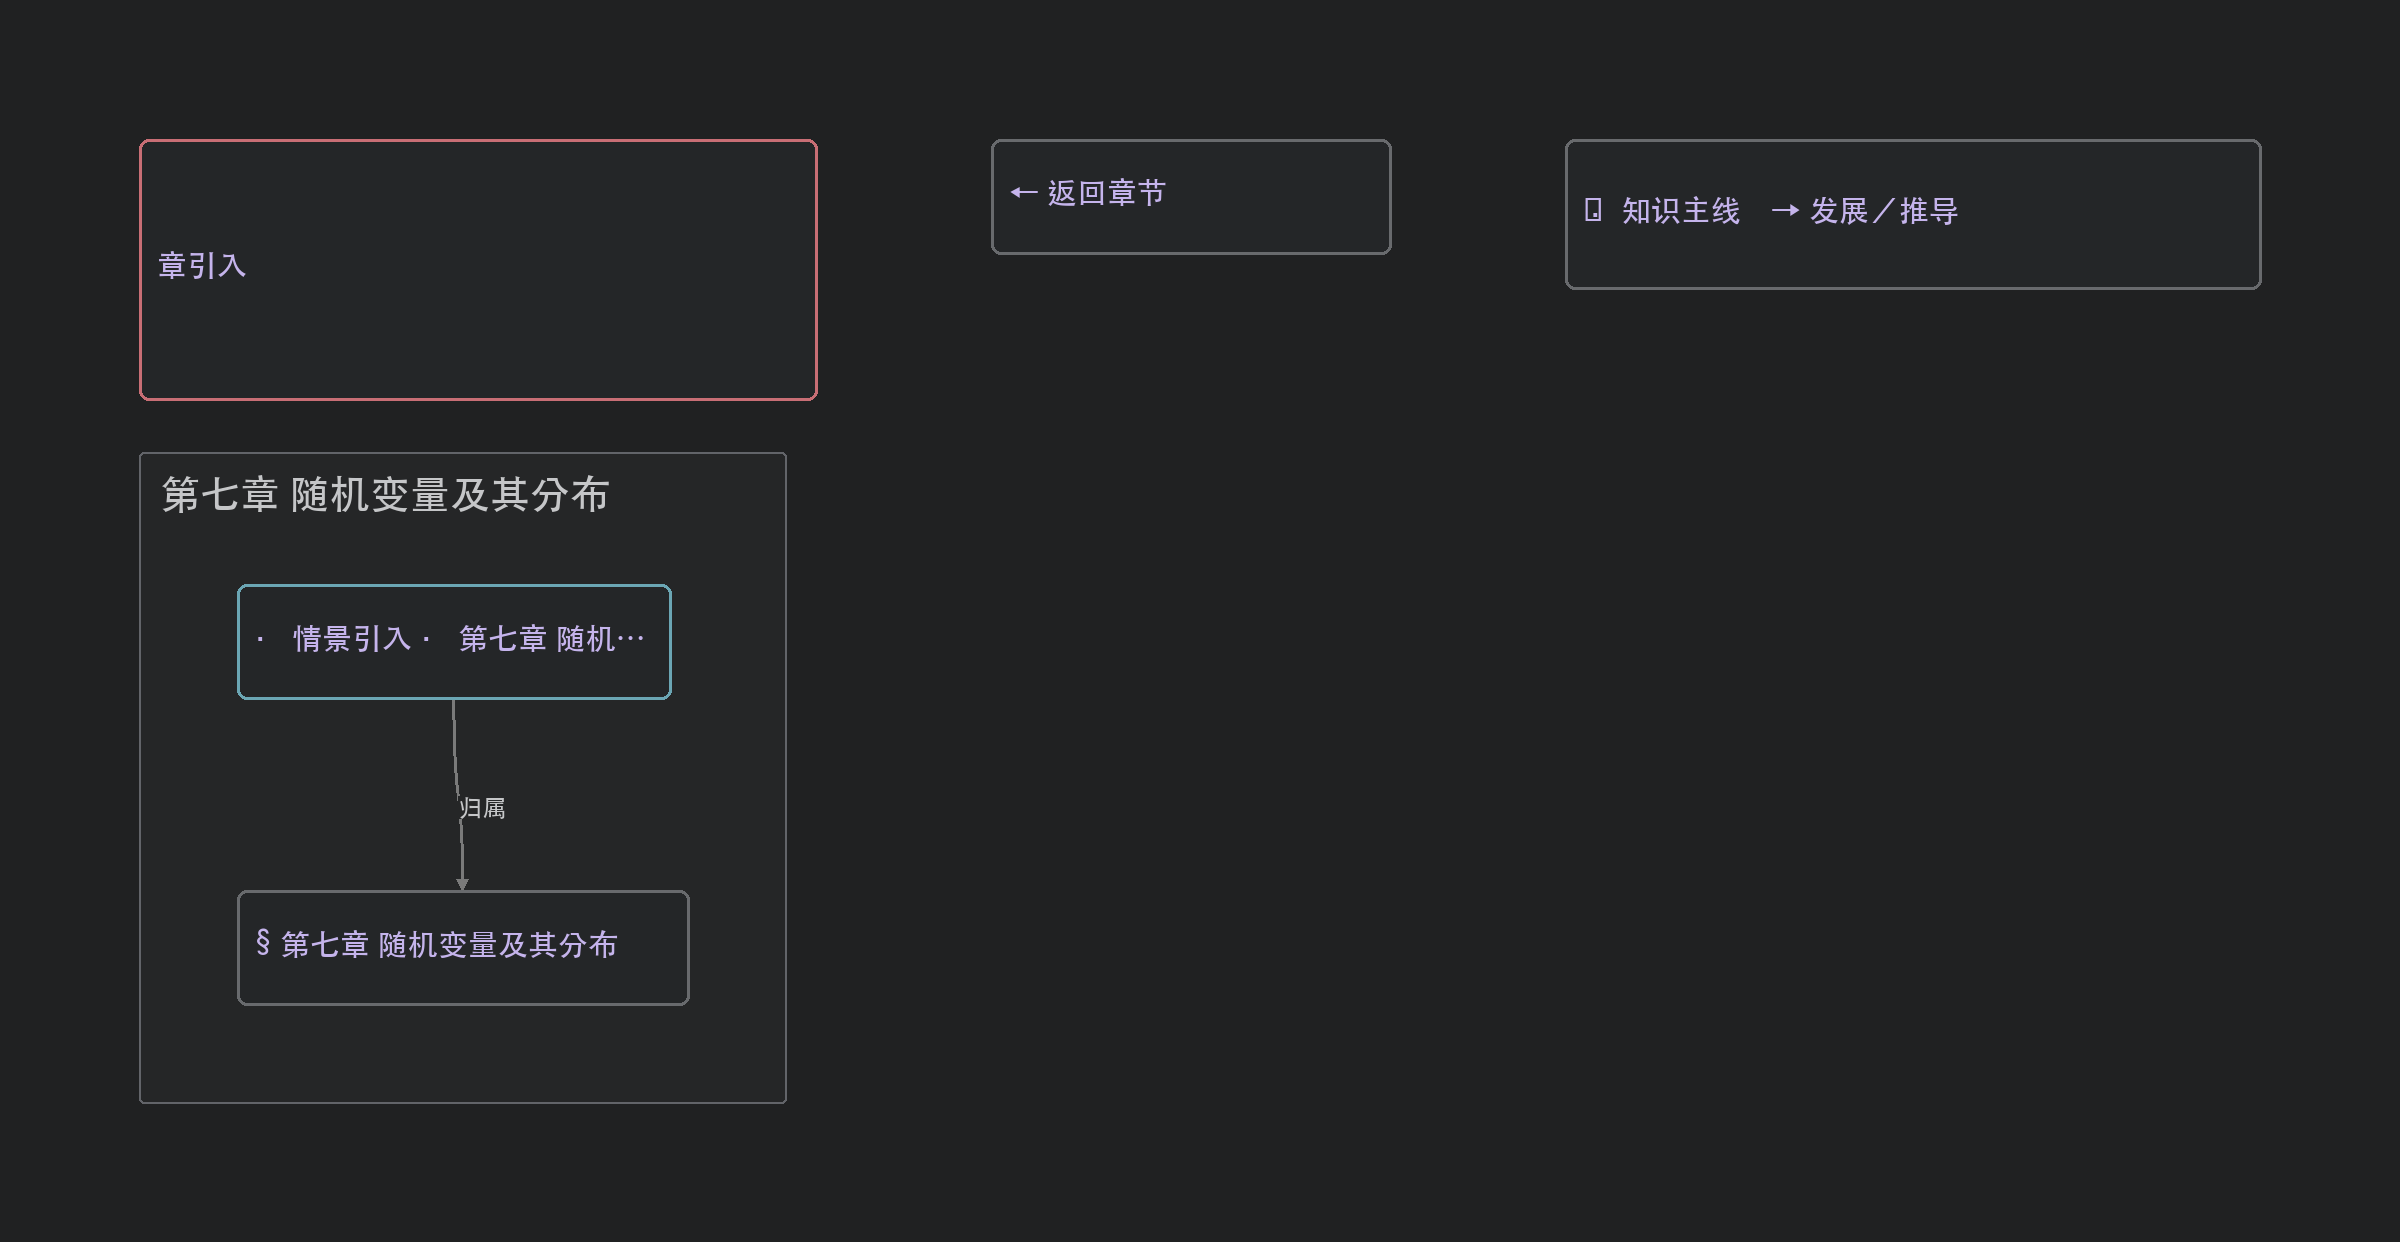 章引入
← 返回章节
知识主线 → 发展／推导
第七章 随机变量及其分布
· 情景引入 · 第七章 随机…
归属
§ 第七章 随机变量及其分布